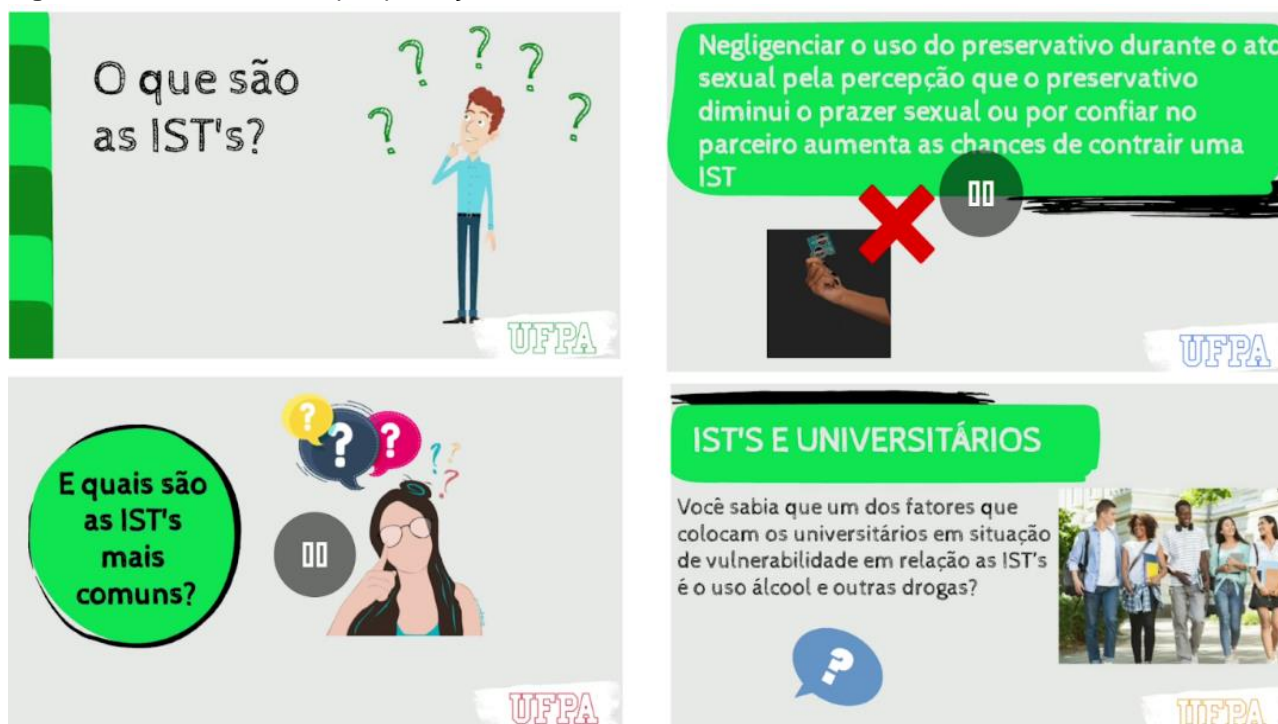 O que são
as IST's?
UFPA
Negligenciar o uso do preservativo durante o ato
sexual pela percepção que o preservativo
diminui o prazer sexual ou por confiar no
parceiro aumenta as chances de contrair uma
IST
UFPA
E quais são
as IST's
mais
comuns?
UFPA
IST'S E UNIVERSITÁRIOS
Você sabia que um dos fatores que
colocam os universitários em situação
de vulnerabilidade em relação as IST's
é o uso álcool e outras drogas?
UFPA